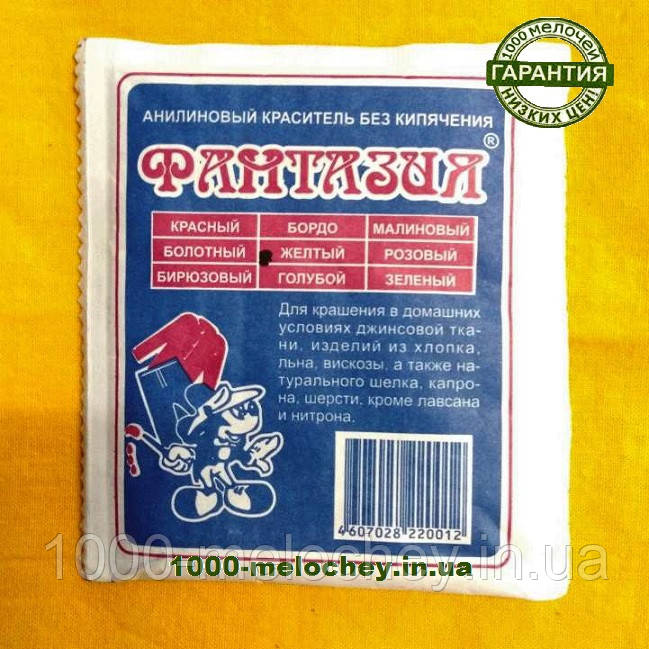 1000 МЕЛОЧЕЙ
ГАРАНТИЯ
НИЗКИХ ЦЕН!
АНИЛИНОВЫЙ КРАСИТЕЛЬ БЕЗ КИПЯЧЕНИЯ
ФАНТАЗИЯ ®
КРАСНЫЙ БОРДО МАЛИНОВЫЙ
БОЛОТНЫЙ ЖЕЛТЫЙ РОЗОВЫЙ
БИРЮЗОВЫЙ ГОЛУБОЙ ЗЕЛЕНЫЙ
Для крашения в домашних
условиях джинсовой тка-
ни, изделий из хлопка,
льна, вискозы, а также на-
турального шелка, капро-
на, шерсти, кроме лавсана
и нитрона.
4607028 220012
1000-melochey.in.ua
1000-melochey.in.ua